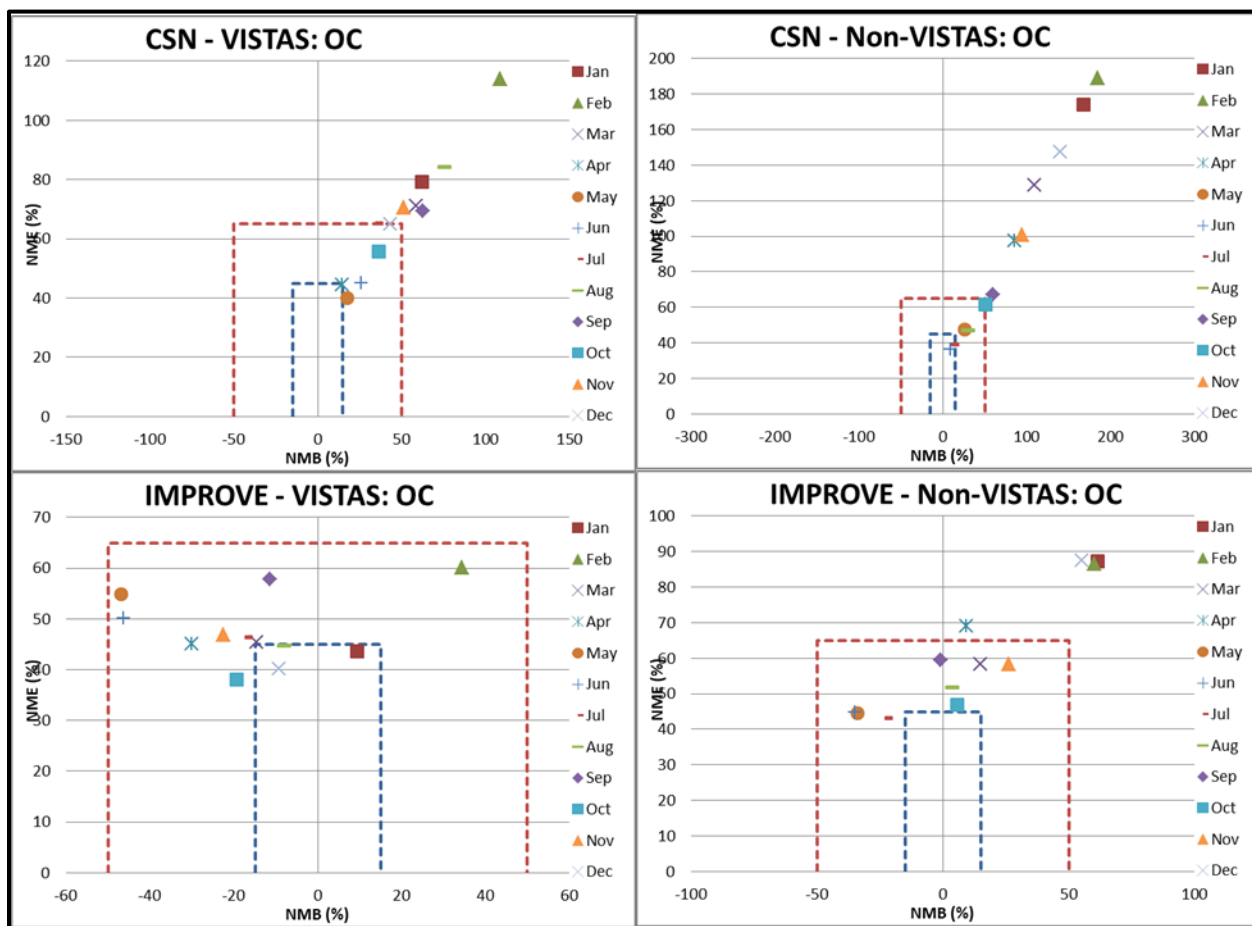 CSN - VISTAS: OC
120
100
80
60
40
20
0
NME (%)
-150 -100 -50 0 50 100 150
NMB (%)
Jan
Feb
Mar
Apr
May
Jun
Jul
Aug
Sep
Oct
Nov
Dec
CSN - Non-VISTAS: OC
200
180
160
140
120
100
80
60
40
20
0
NME (%)
-300 -200 -100 0 100 200 300
NMB (%)
Jan
Feb
Mar
Apr
May
Jun
Jul
Aug
Sep
Oct
Nov
Dec
IMPROVE - VISTAS: OC
70
60
50
40
30
20
10
0
NME (%)
-60 -40 -20 0 20 40 60
NMB (%)
Jan
Feb
Mar
Apr
May
Jun
Jul
Aug
Sep
Oct
Nov
Dec
IMPROVE - Non-VISTAS: OC
100
90
80
70
60
50
40
30
20
10
0
NME (%)
-100 -50 0 50 100
NMB (%)
Jan
Feb
Mar
Apr
May
Jun
Jul
Aug
Sep
Oct
Nov
Dec